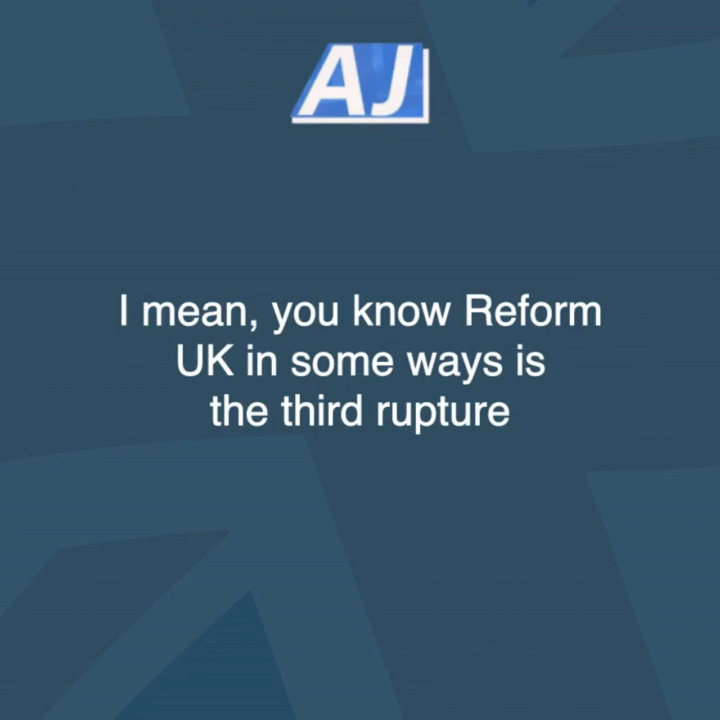 AJ
I mean, you know Reform
UK in some ways is
the third rupture